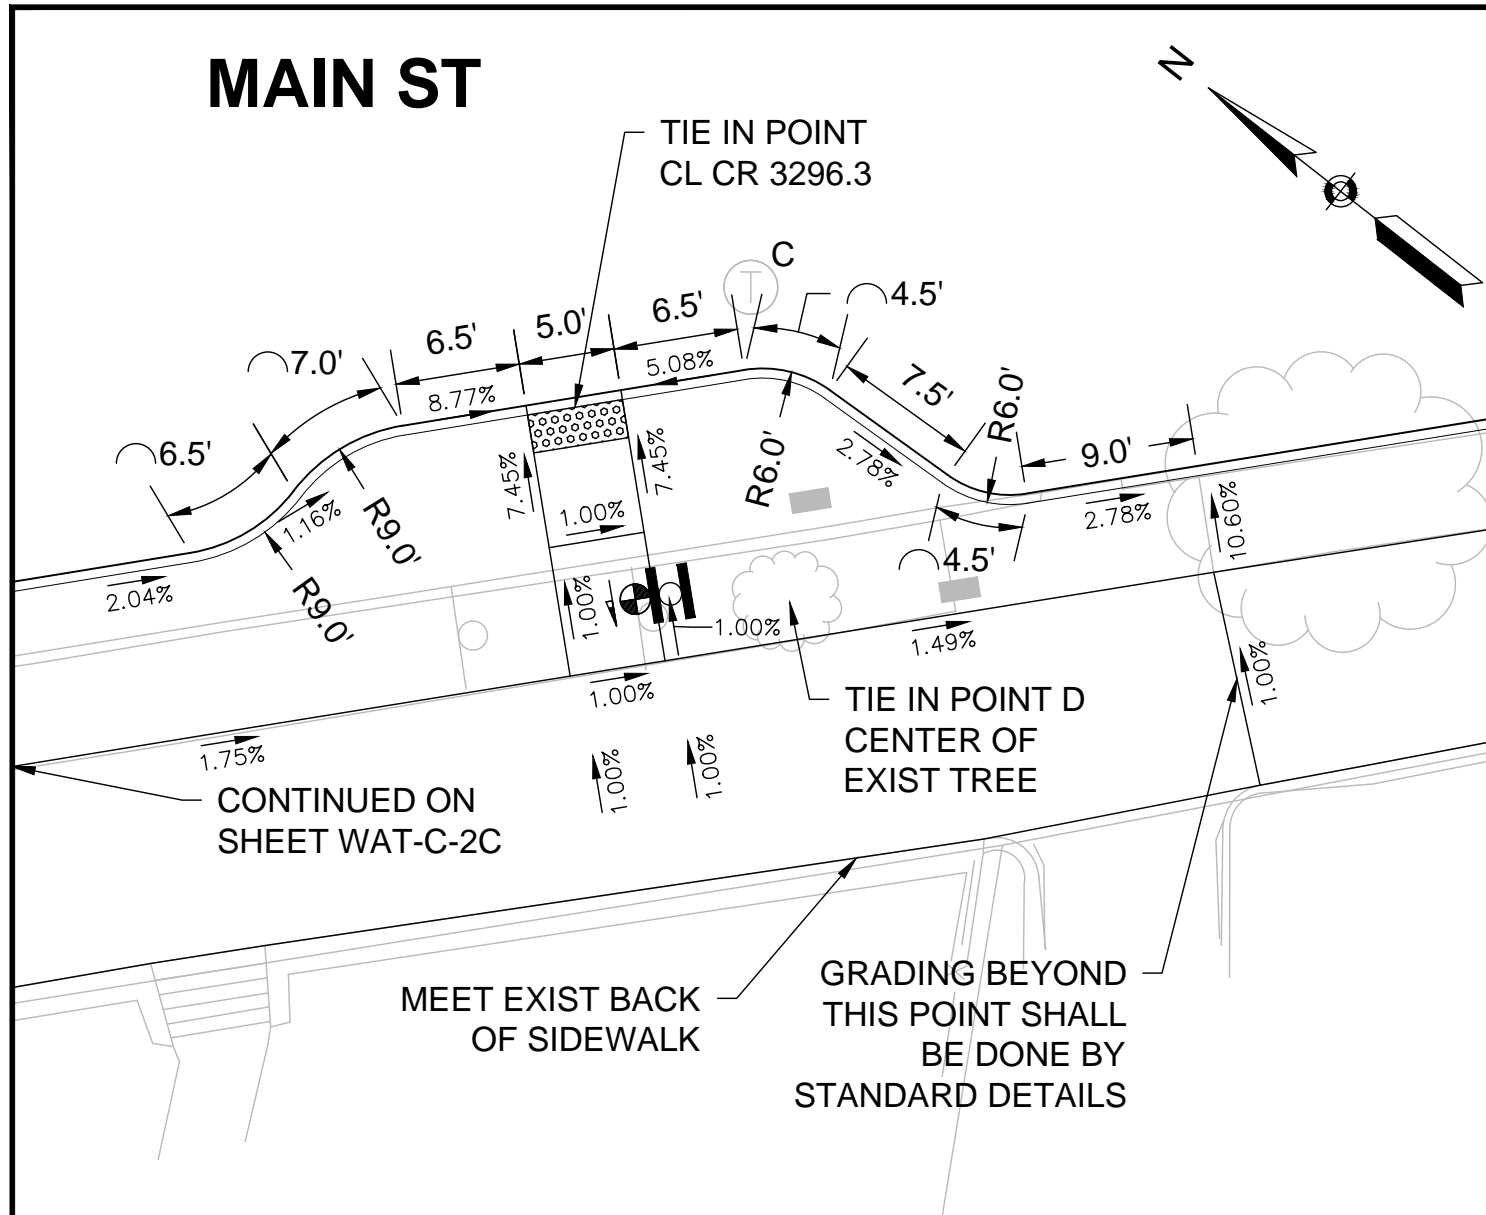 MAIN ST
N
TIE IN POINT
CL CR 3296.3
C
T
4.5'
6.5'
5.0'
6.5'
7.0'
5.08%
8.77%
7.5'
R6.0'
6.5'
9.0'
R6.0'
2.78%
7.45%
7.45%
1.16%
R9.0'
1.00%
2.78%
10.60%
4.5'
2.04%
R9.0'
1.00%
1.00%
1.49%
1.00%
1.00%
TIE IN POINT D
CENTER OF
EXIST TREE
1.75%
1.00%
1.00%
CONTINUED ON
SHEET WAT-C-2C
MEET EXIST BACK
OF SIDEWALK
GRADING BEYOND
THIS POINT SHALL
BE DONE BY
STANDARD DETAILS